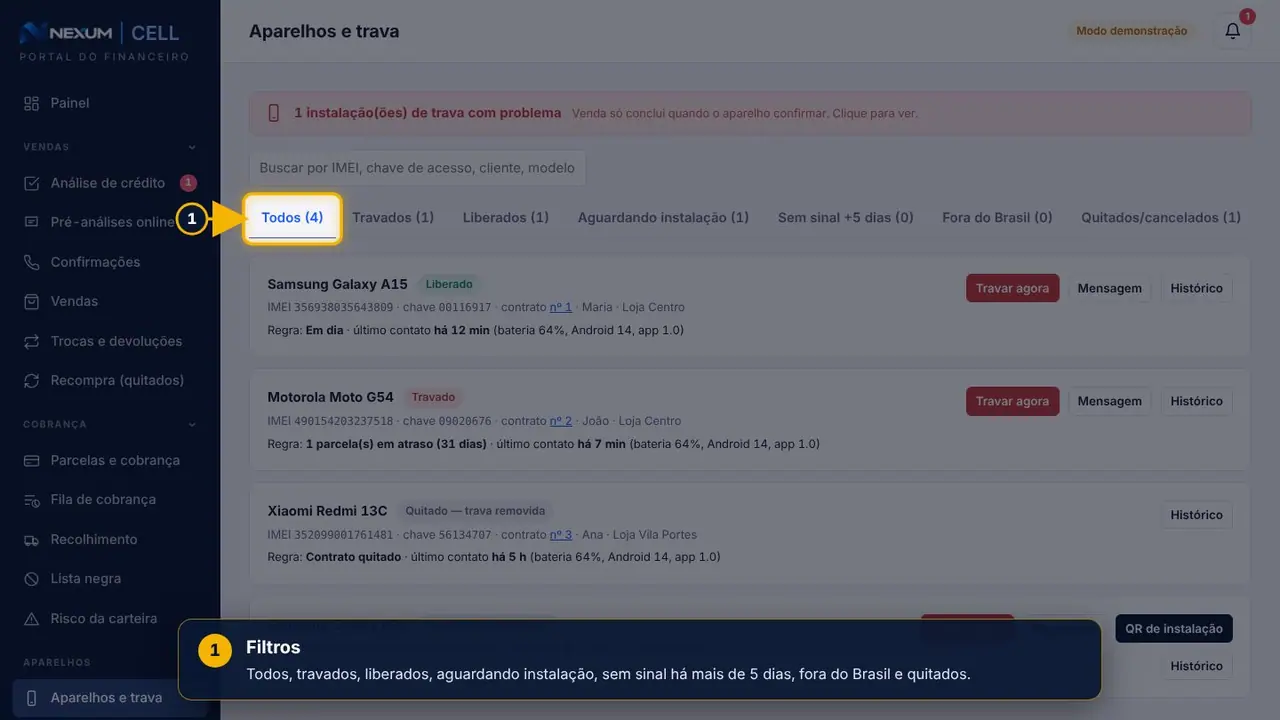 NEXUM | CELL
PORTAL DO FINANCEIRO
Painel
VENDAS
Análise de crédito 1
Pré-análises online
Confirmações
Vendas
Trocas e devoluções
Recompra (quitados)
COBRANÇA
Parcelas e cobrança
Fila de cobrança
Recolhimento
Lista negra
Risco da carteira
APARELHOS
Aparelhos e trava
Aparelhos e trava
Modo demonstração
1
1 instalação(ões) de trava com problema Venda só conclui quando o aparelho confirmar. Clique para ver.
Buscar por IMEI, chave de acesso, cliente, modelo
1
Todos (4) Travados (1) Liberados (1) Aguardando instalação (1) Sem sinal +5 dias (0) Fora do Brasil (0) Quitados/cancelados (1)
Samsung Galaxy A15 Liberado
IMEI 356938035643809 · chave 00116917 · contrato nº 1 · Maria · Loja Centro
Regra: Em dia · último contato há 12 min (bateria 64%, Android 14, app 1.0)
Travar agora Mensagem Histórico
Motorola Moto G54 Travado
IMEI 490154203237518 · chave 09020676 · contrato nº 2 · João · Loja Centro
Regra: 1 parcela(s) em atraso (31 dias) · último contato há 7 min (bateria 64%, Android 14, app 1.0)
Travar agora Mensagem Histórico
Xiaomi Redmi 13C Quitado — trava removida
IMEI 352099001761481 · chave 56134707 · contrato nº 3 · Ana · Loja Vila Portes
Regra: Contrato quitado · último contato há 5 h (bateria 64%, Android 14, app 1.0)
Histórico
QR de instalação
Histórico
1 Filtros
Todos, travados, liberados, aguardando instalação, sem sinal há mais de 5 dias, fora do Brasil e quitados.